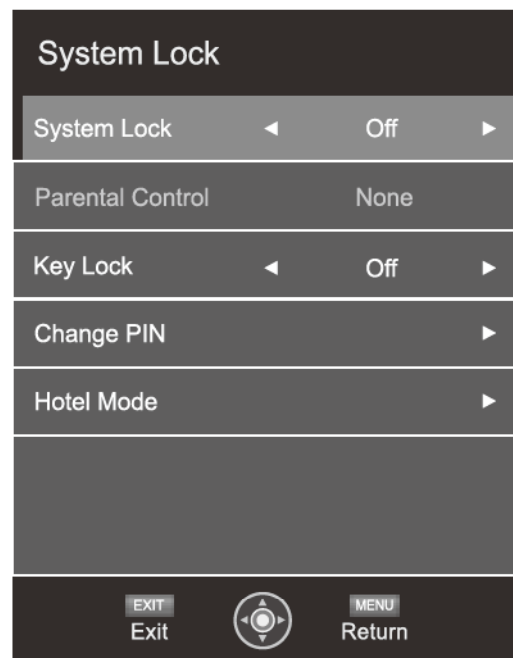 System Lock
System Lock ◄ Off ►
Parental Control None
Key Lock ◄ Off ►
Change PIN ►
Hotel Mode ►
EXIT MENU
Exit Return